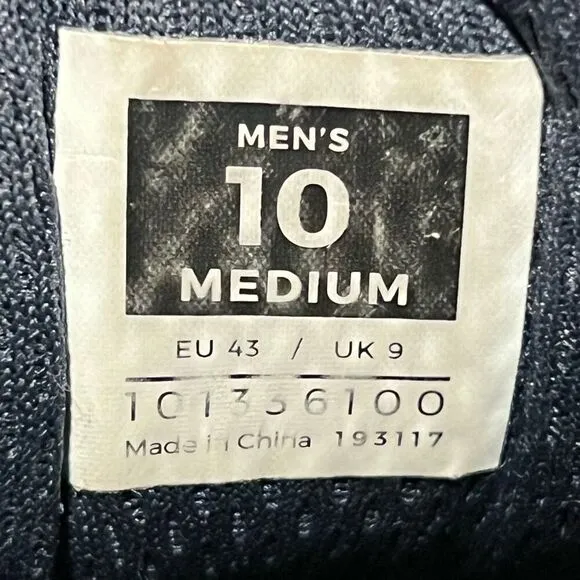 MEN'S
10
MEDIUM
EU 43 / UK 9
101336100
Made in China 193117